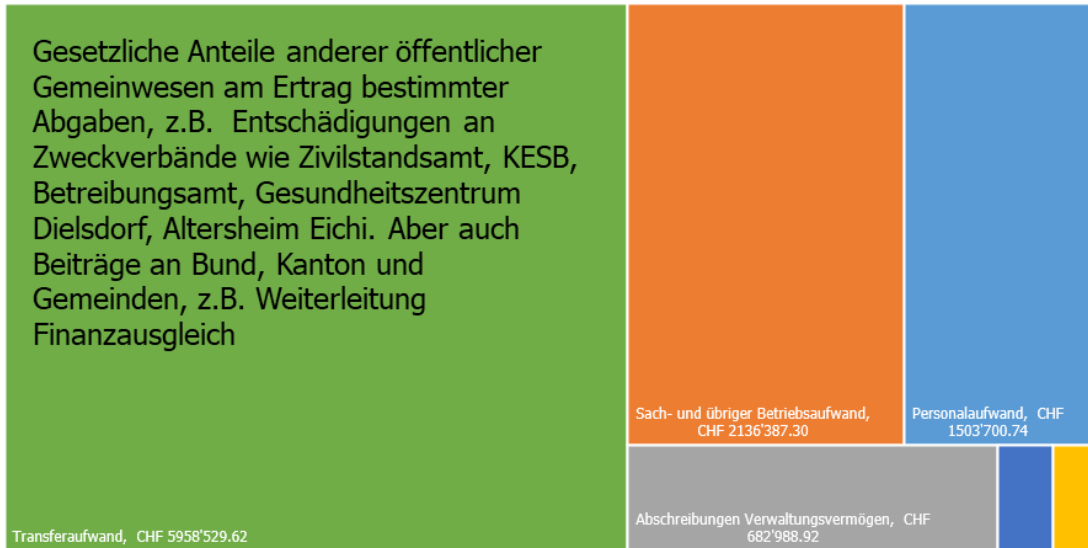 Gesetzliche Anteile anderer öffentlicher
Gemeinwesen am Ertrag bestimmter
Abgaben, z.B. Entschädigungen an
Zweckverbände wie Zivilstandsamt, KESB,
Betreibungsamt, Gesundheitszentrum
Dielsdorf, Altersheim Eichi. Aber auch
Beiträge an Bund, Kanton und
Gemeinden, z.B. Weiterleitung
Finanzausgleich
Transferaufwand, CHF 5958'529.62
Sach- und übriger Betriebsaufwand,
CHF 2136'387.30
Personalaufwand, CHF
1503'700.74
Abschreibungen Verwaltungsvermögen, CHF
682'988.92